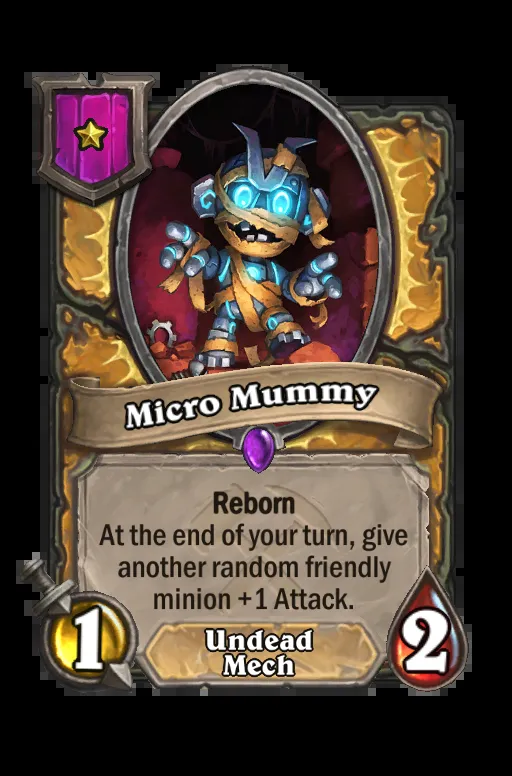 Micro Mummy
Reborn
At the end of your turn, give
another random friendly
minion +1 Attack.
1
Undead
Mech
2